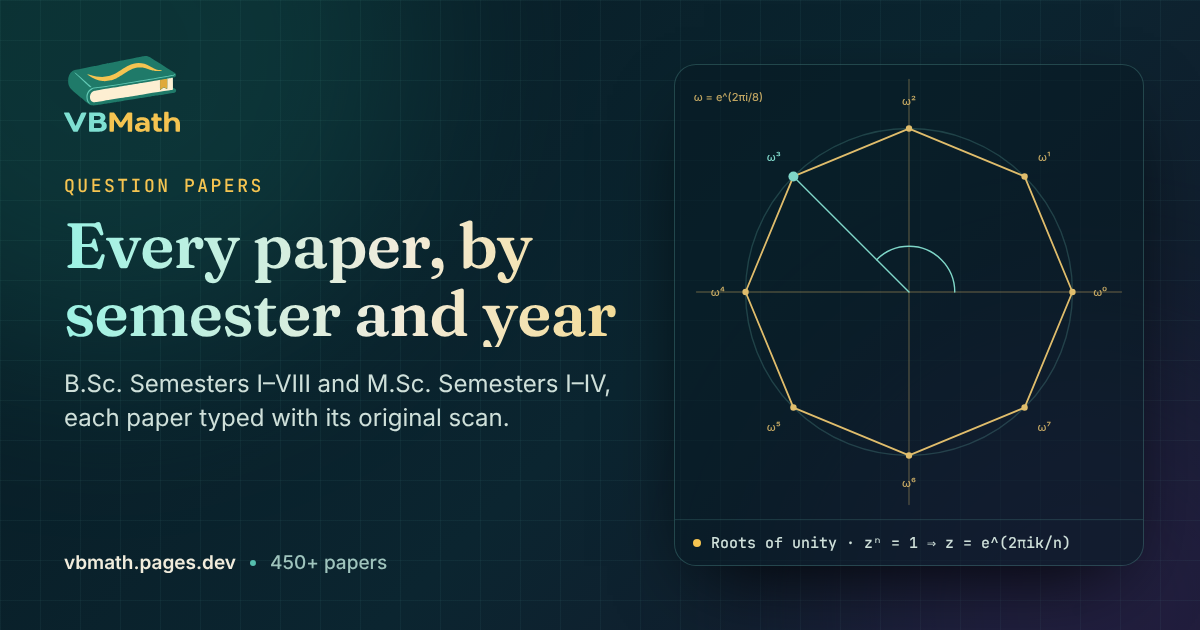 VBMath
QUESTION PAPERS
Every paper, by
semester and year
B.Sc. Semesters I–VIII and M.Sc. Semesters I–IV,
each paper typed with its original scan.
vbmath.pages.dev • 450+ papers
ω = e^(2πi/8)
ω²
ω³
ω¹
ω⁴
ω⁰
ω⁵
ω⁷
ω⁶
Roots of unity · zⁿ = 1 ⇒ z = e^(2πik/n)